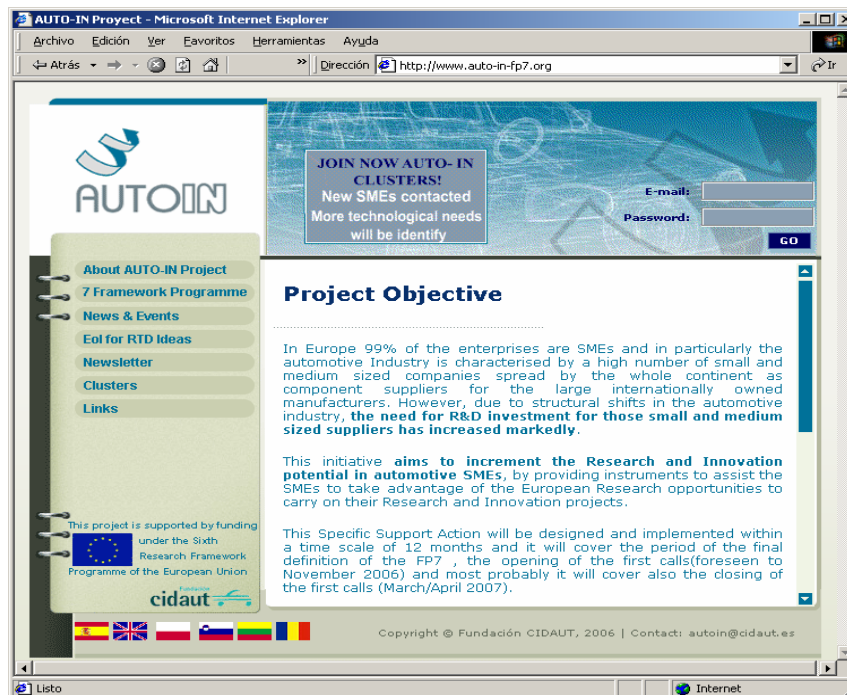 AUTO-IN Proyect - Microsoft Internet Explorer
Archivo Edición Ver Favoritos Herramientas Ayuda
Atrás » Dirección http://www.auto-in-fp7.org Ir
JOIN NOW AUTO- IN
CLUSTERS!
New SMEs contacted
More technological needs
will be identify
E-mail:
Password:
GO
AUTOIN
About AUTO-IN Project
7 Framework Programme
News & Events
EoI for RTD Ideas
Newsletter
Clusters
Links
This project is supported by funding
under the Sixth
Research Framework
Programme of the European Union
Fundación
cidaut
Project Objective
In Europe 99% of the enterprises are SMEs and in particularly the
automotive Industry is characterised by a high number of small and
medium sized companies spread by the whole continent as
component suppliers for the large internationally owned
manufacturers. However, due to structural shifts in the automotive
industry, the need for R&D investment for those small and medium
sized suppliers has increased markedly.
This initiative aims to increment the Research and Innovation
potential in automotive SMEs, by providing instruments to assist the
SMEs to take advantage of the European Research opportunities to
carry on their Research and Innovation projects.
This Specific Support Action will be designed and implemented within
a time scale of 12 months and it will cover the period of the final
definition of the FP7 , the opening of the first calls(foreseen to
November 2006) and most probably it will cover also the closing of
the first calls (March/April 2007).
Copyright © Fundación CIDAUT, 2006 | Contact: autoin@cidaut.es
Listo Internet